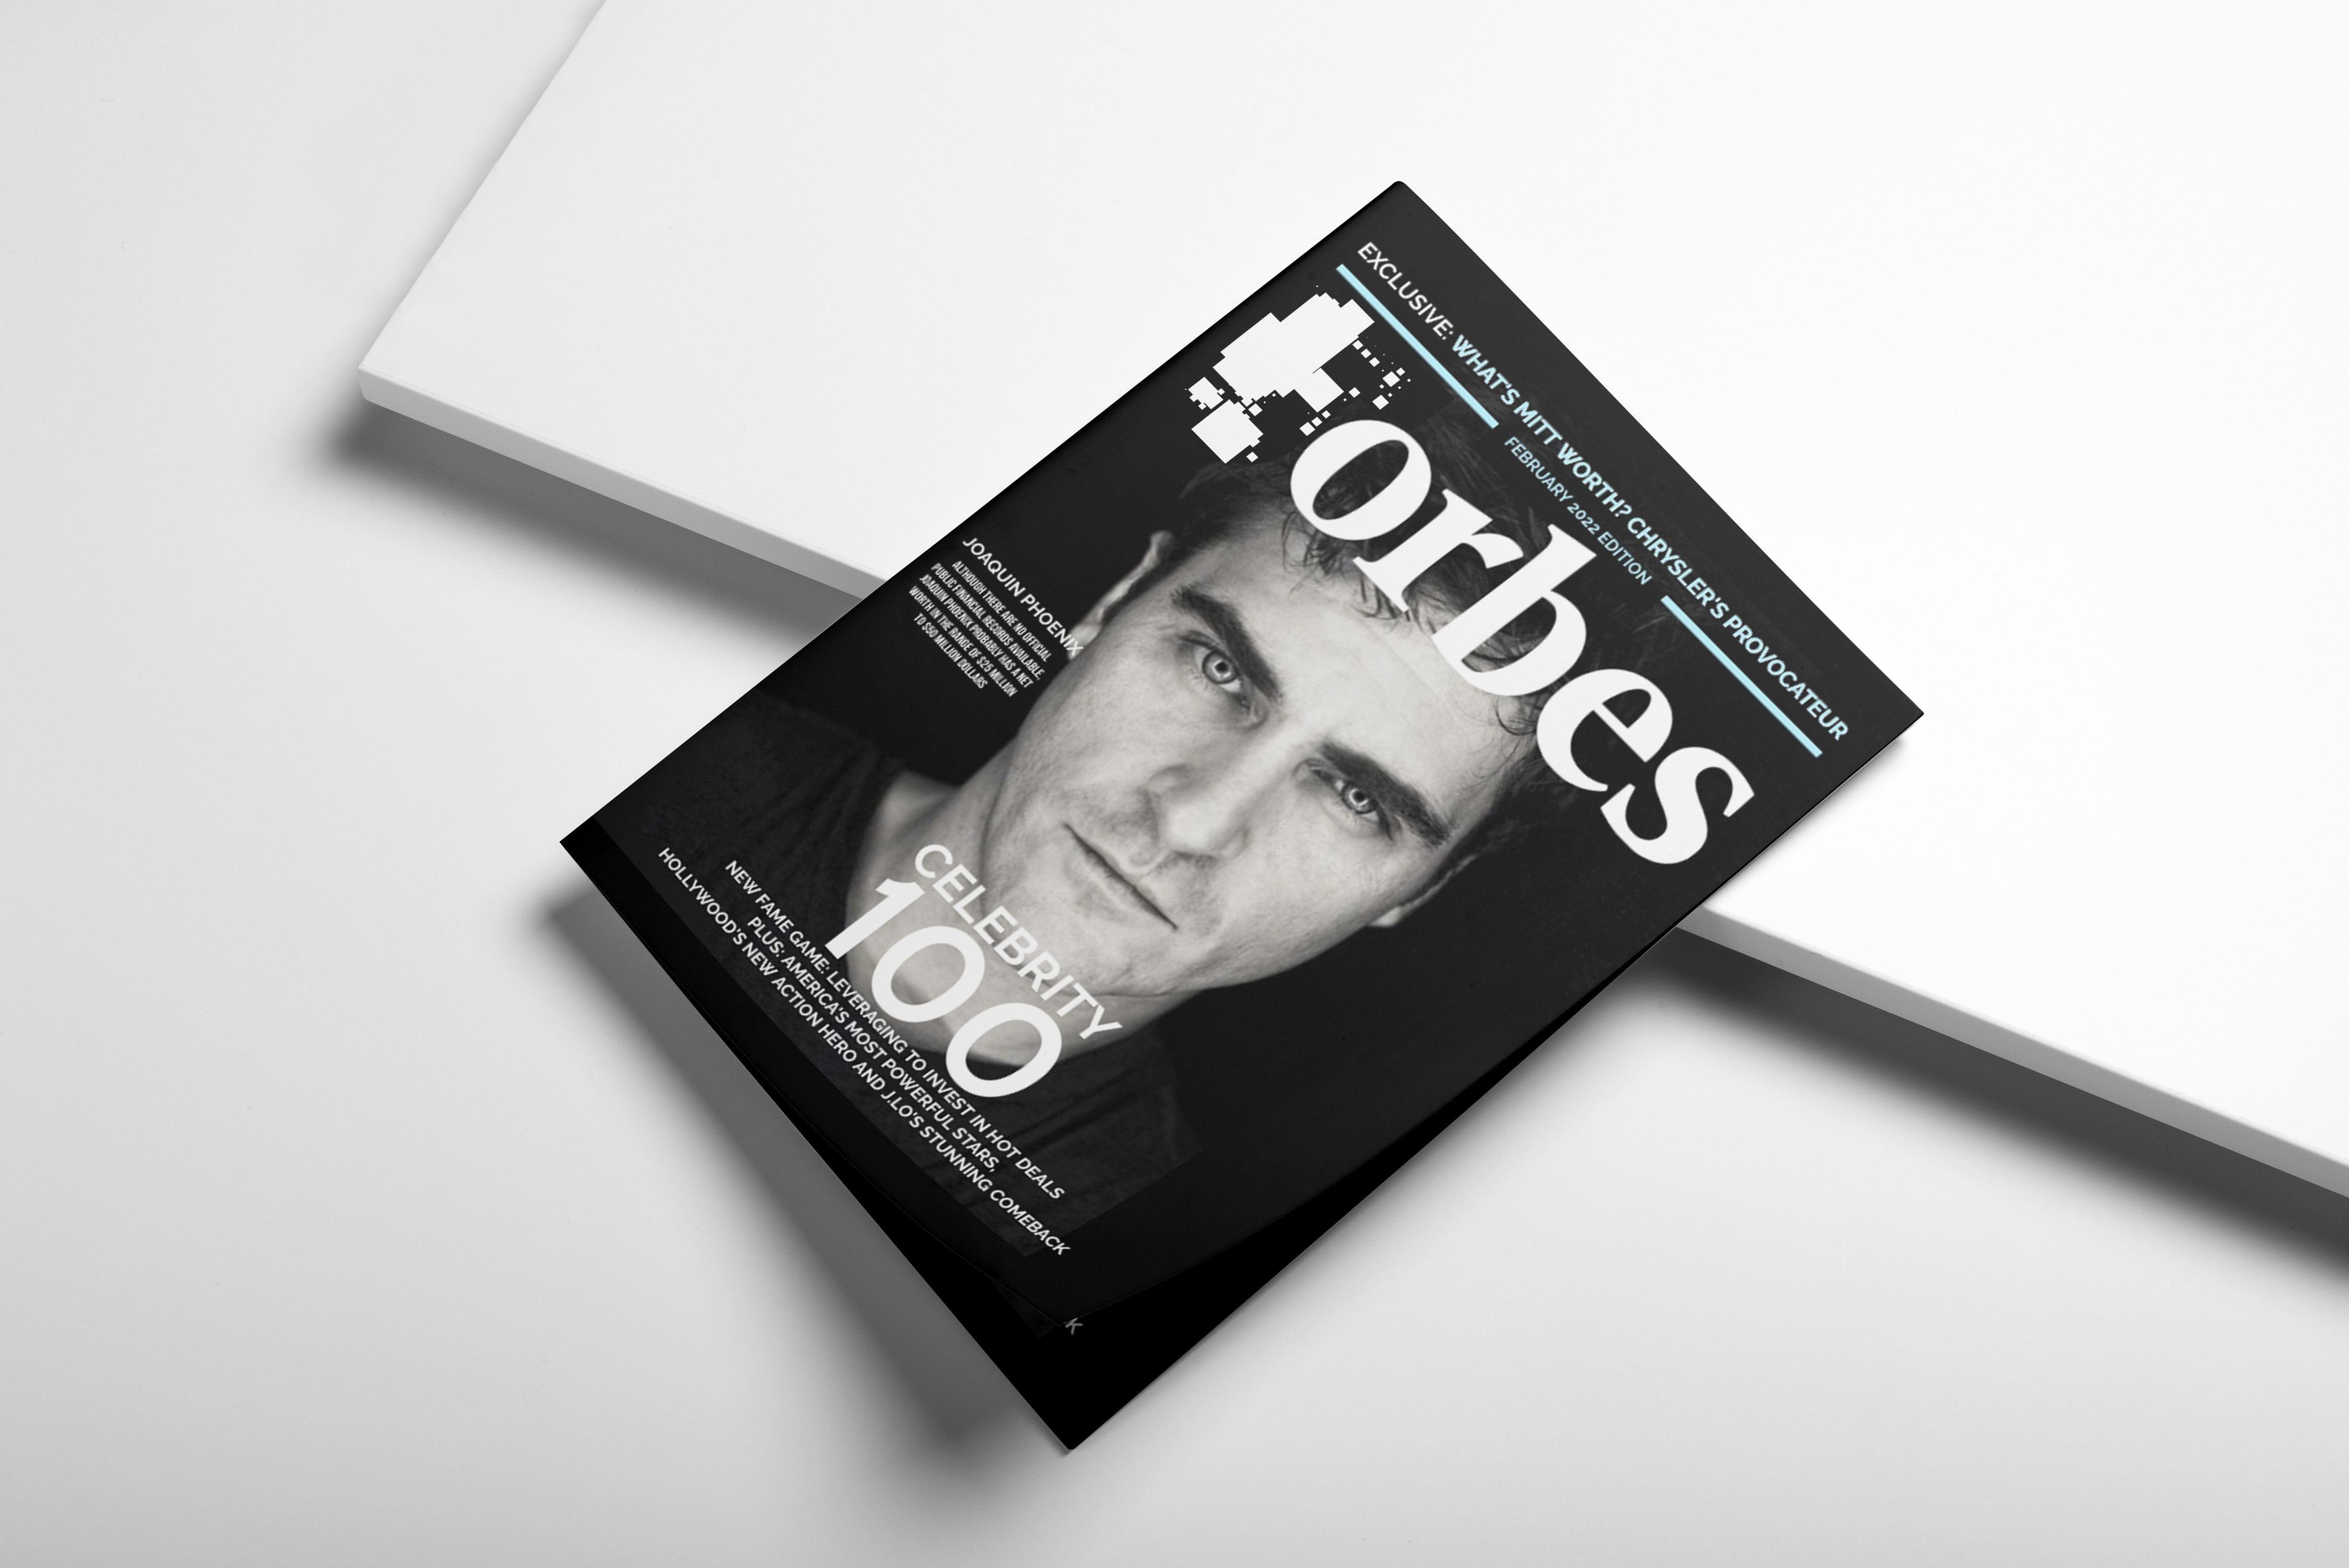 EXCLUSIVE: WHAT'S MITT WORTH? CHRYSLER'S PROVOCATEUR
FEBRUARY 2022 EDITION
orbes
JOAQUIN PHOENIX
ALTHOUGH THERE ARE NO OFFICIAL
PUBLIC FINANCIAL RECORDS AVAILABLE,
JOAQUIN PHOENIX PROBABLY HAS A NET
WORTH IN THE RANGE OF $25 MILLION
TO $50 MILLION DOLLARS
CELEBRITY
100
NEW FAME GAME: LEVERAGING TO INVEST IN HOT DEALS
PLUS: AMERICA'S MOST POWERFUL STARS,
HOLLYWOOD'S NEW ACTION HERO AND J.LO'S STUNNING COMEBACK
K